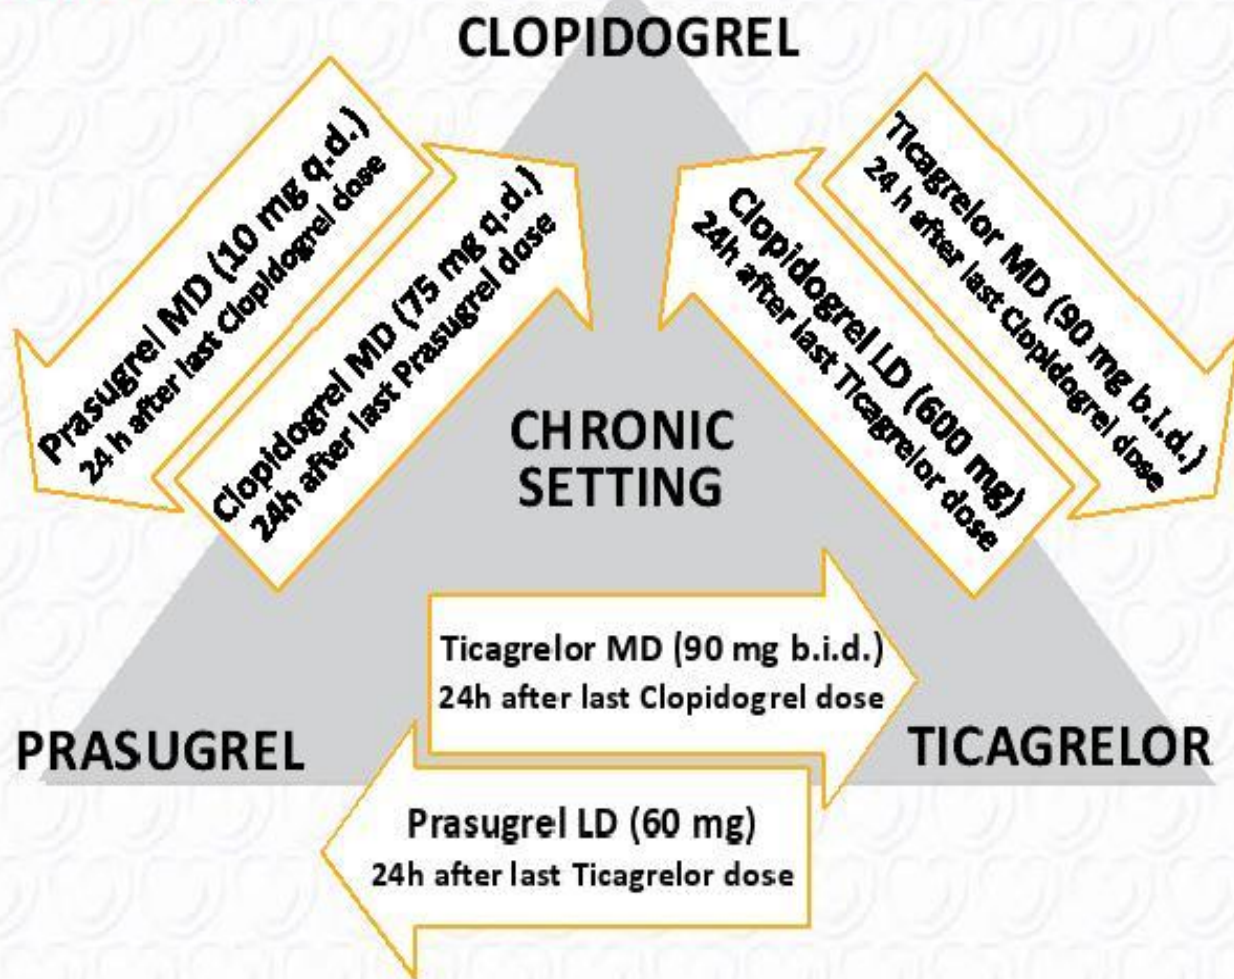 CLOPIDOGREL
Prasugrel MD (10 mg q.d.)
24 h after last Clopidogrel dose
Clopidogrel MD (75 mg q.d.)
24h after last Prasugrel dose
Clopidogrel LD (600 mg)
24h after last Ticagrelor dose
Ticagrelor MD (90 mg b.i.d.)
24 h after last Clopidogrel dose
CHRONIC
SETTING
Ticagrelor MD (90 mg b.i.d.)
24h after last Clopidogrel dose
PRASUGREL
TICAGRELOR
Prasugrel LD (60 mg)
24h after last Ticagrelor dose